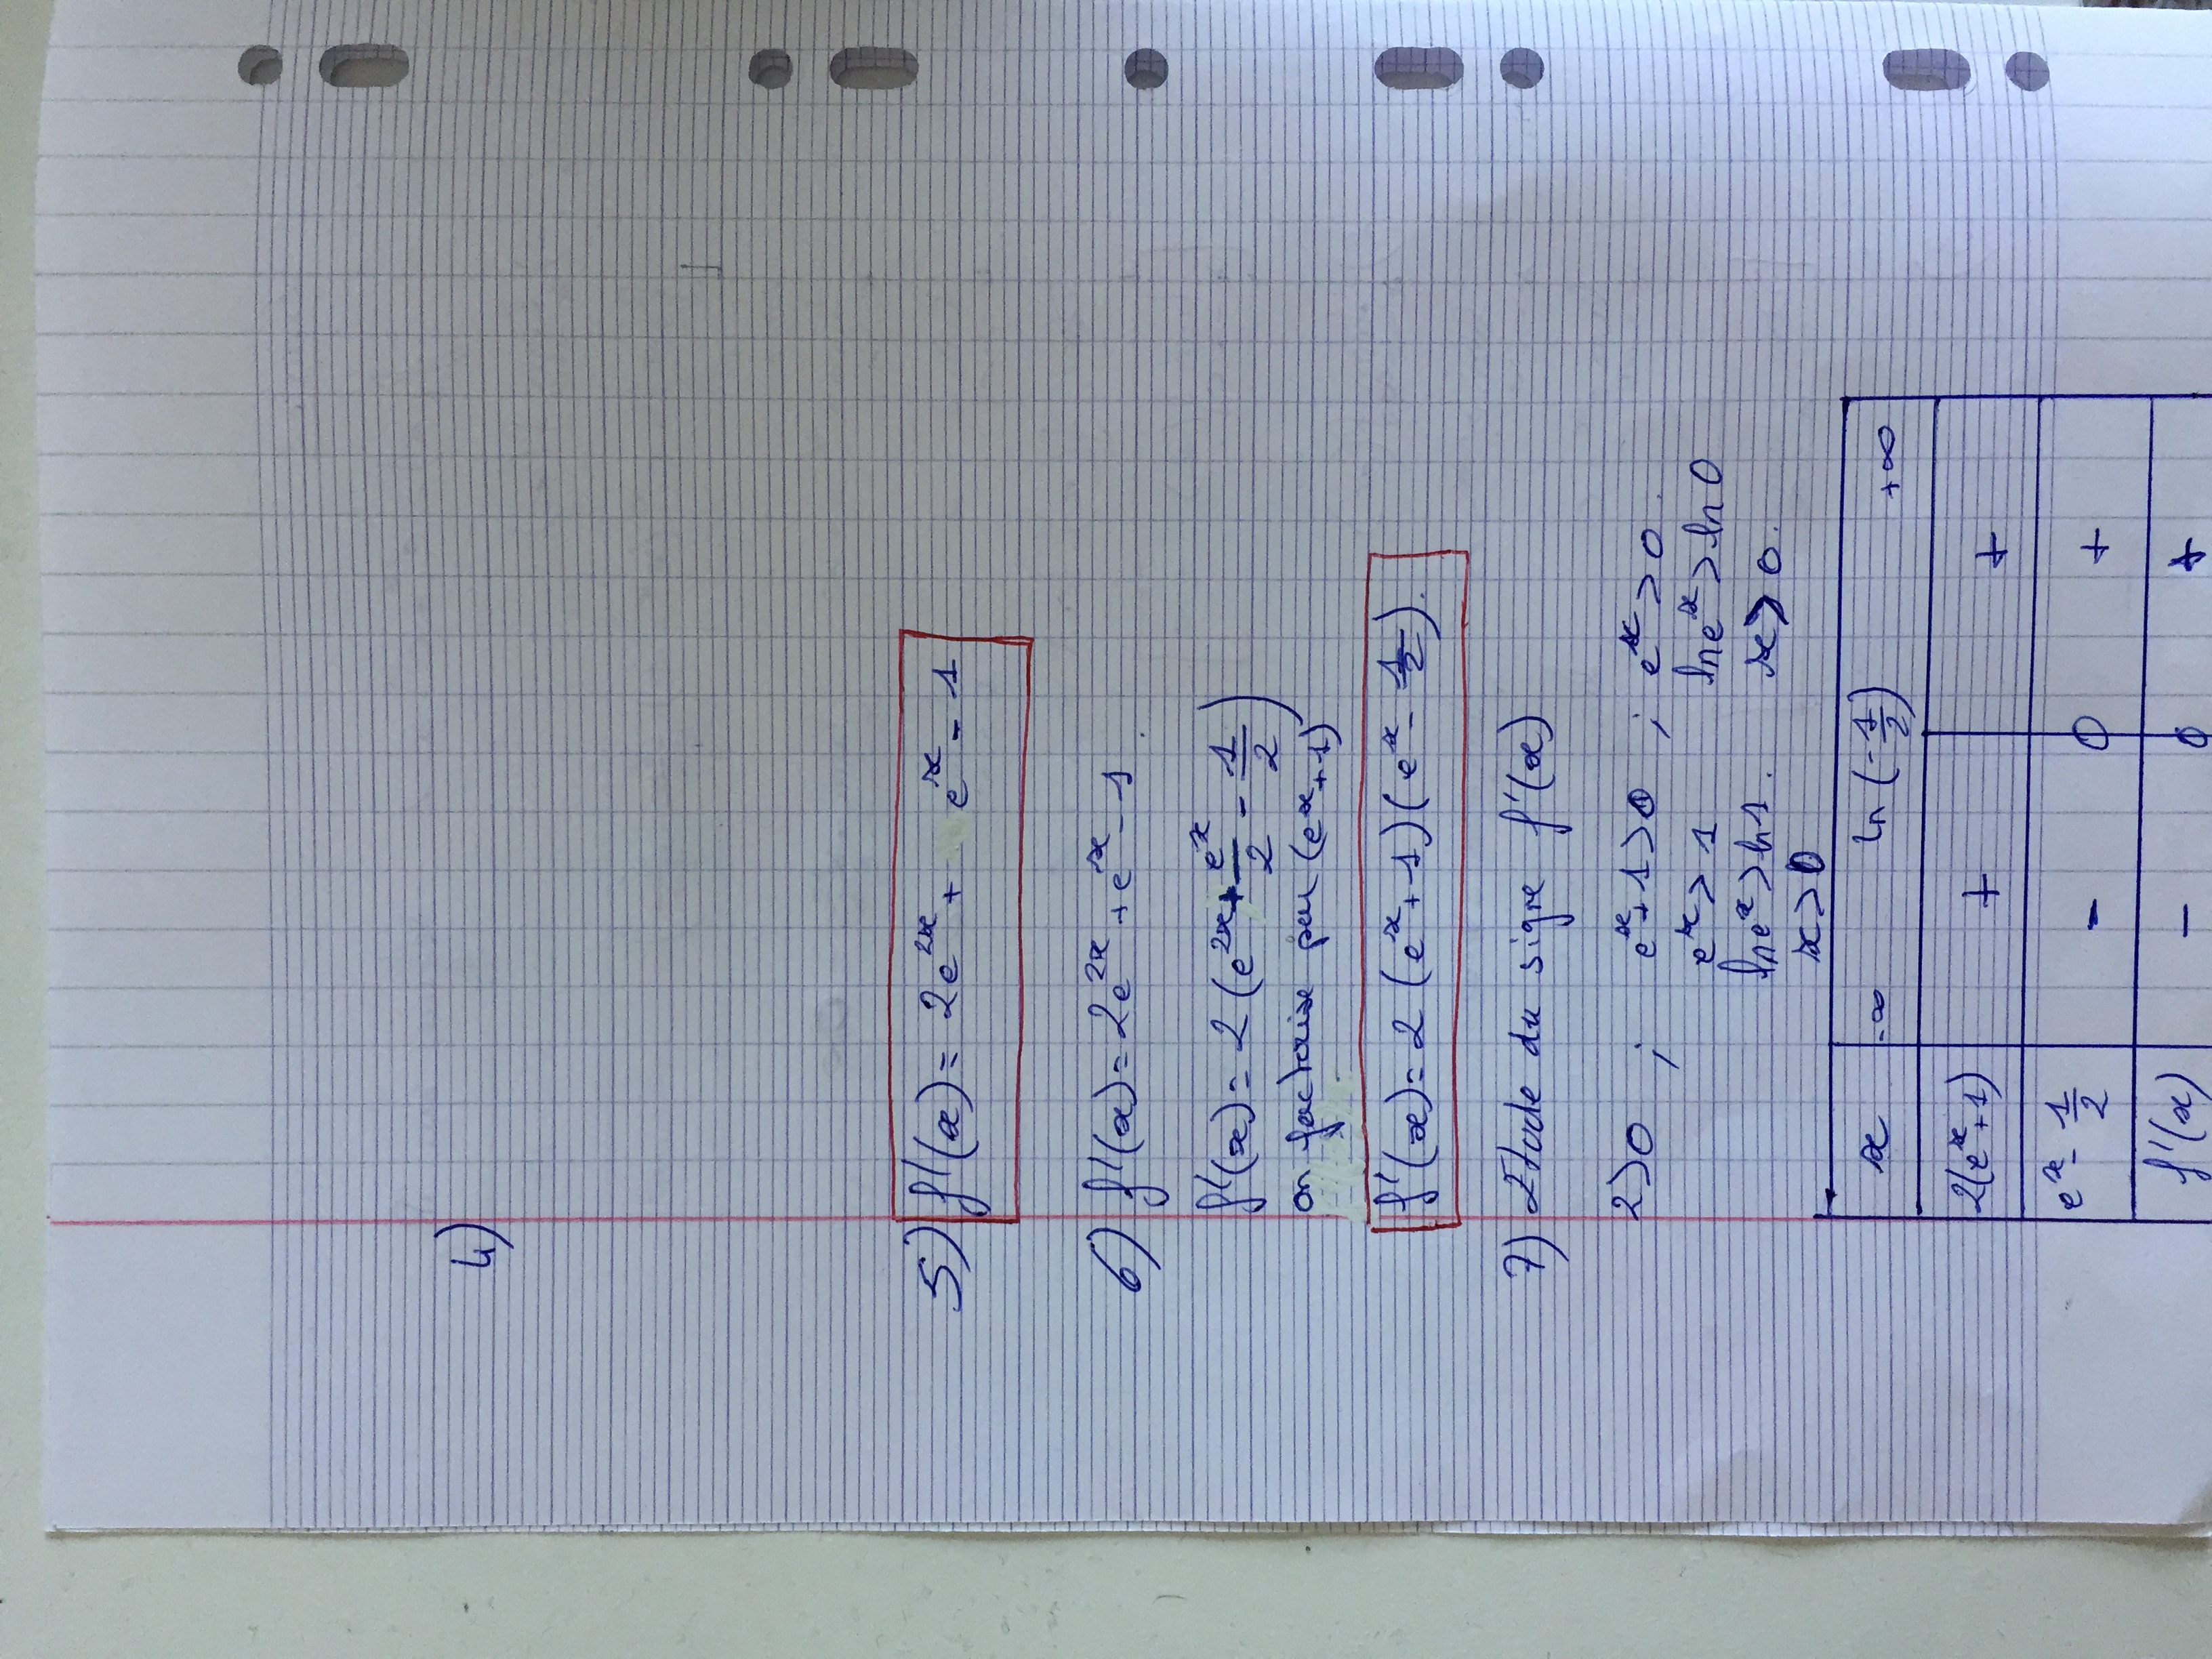 4)
5) f'(x) = 2e^{2x} + e^x - 1
6) f'(x) = 2e^{2x} + e^x - 1.
f'(x) = 2 (e^{2x} + \frac{e^x}{2} - \frac{1}{2})
on factorise par (e^x + 1)
f'(x) = 2 (e^x + 1)(e^x - \frac{1}{2}).
7) Etude du signe f'(x)
2>0 ; e^x + 1 > 0 ; e^x > 0.
e^x > 1 ln e^x > ln 0
ln e^x > ln 1. x > 0.
x > 0
x -∞ ln (-\frac{1}{2}) +∞
2(e^x + 1) + +
e^x - \frac{1}{2} - 0 +
f'(x) - 0 +